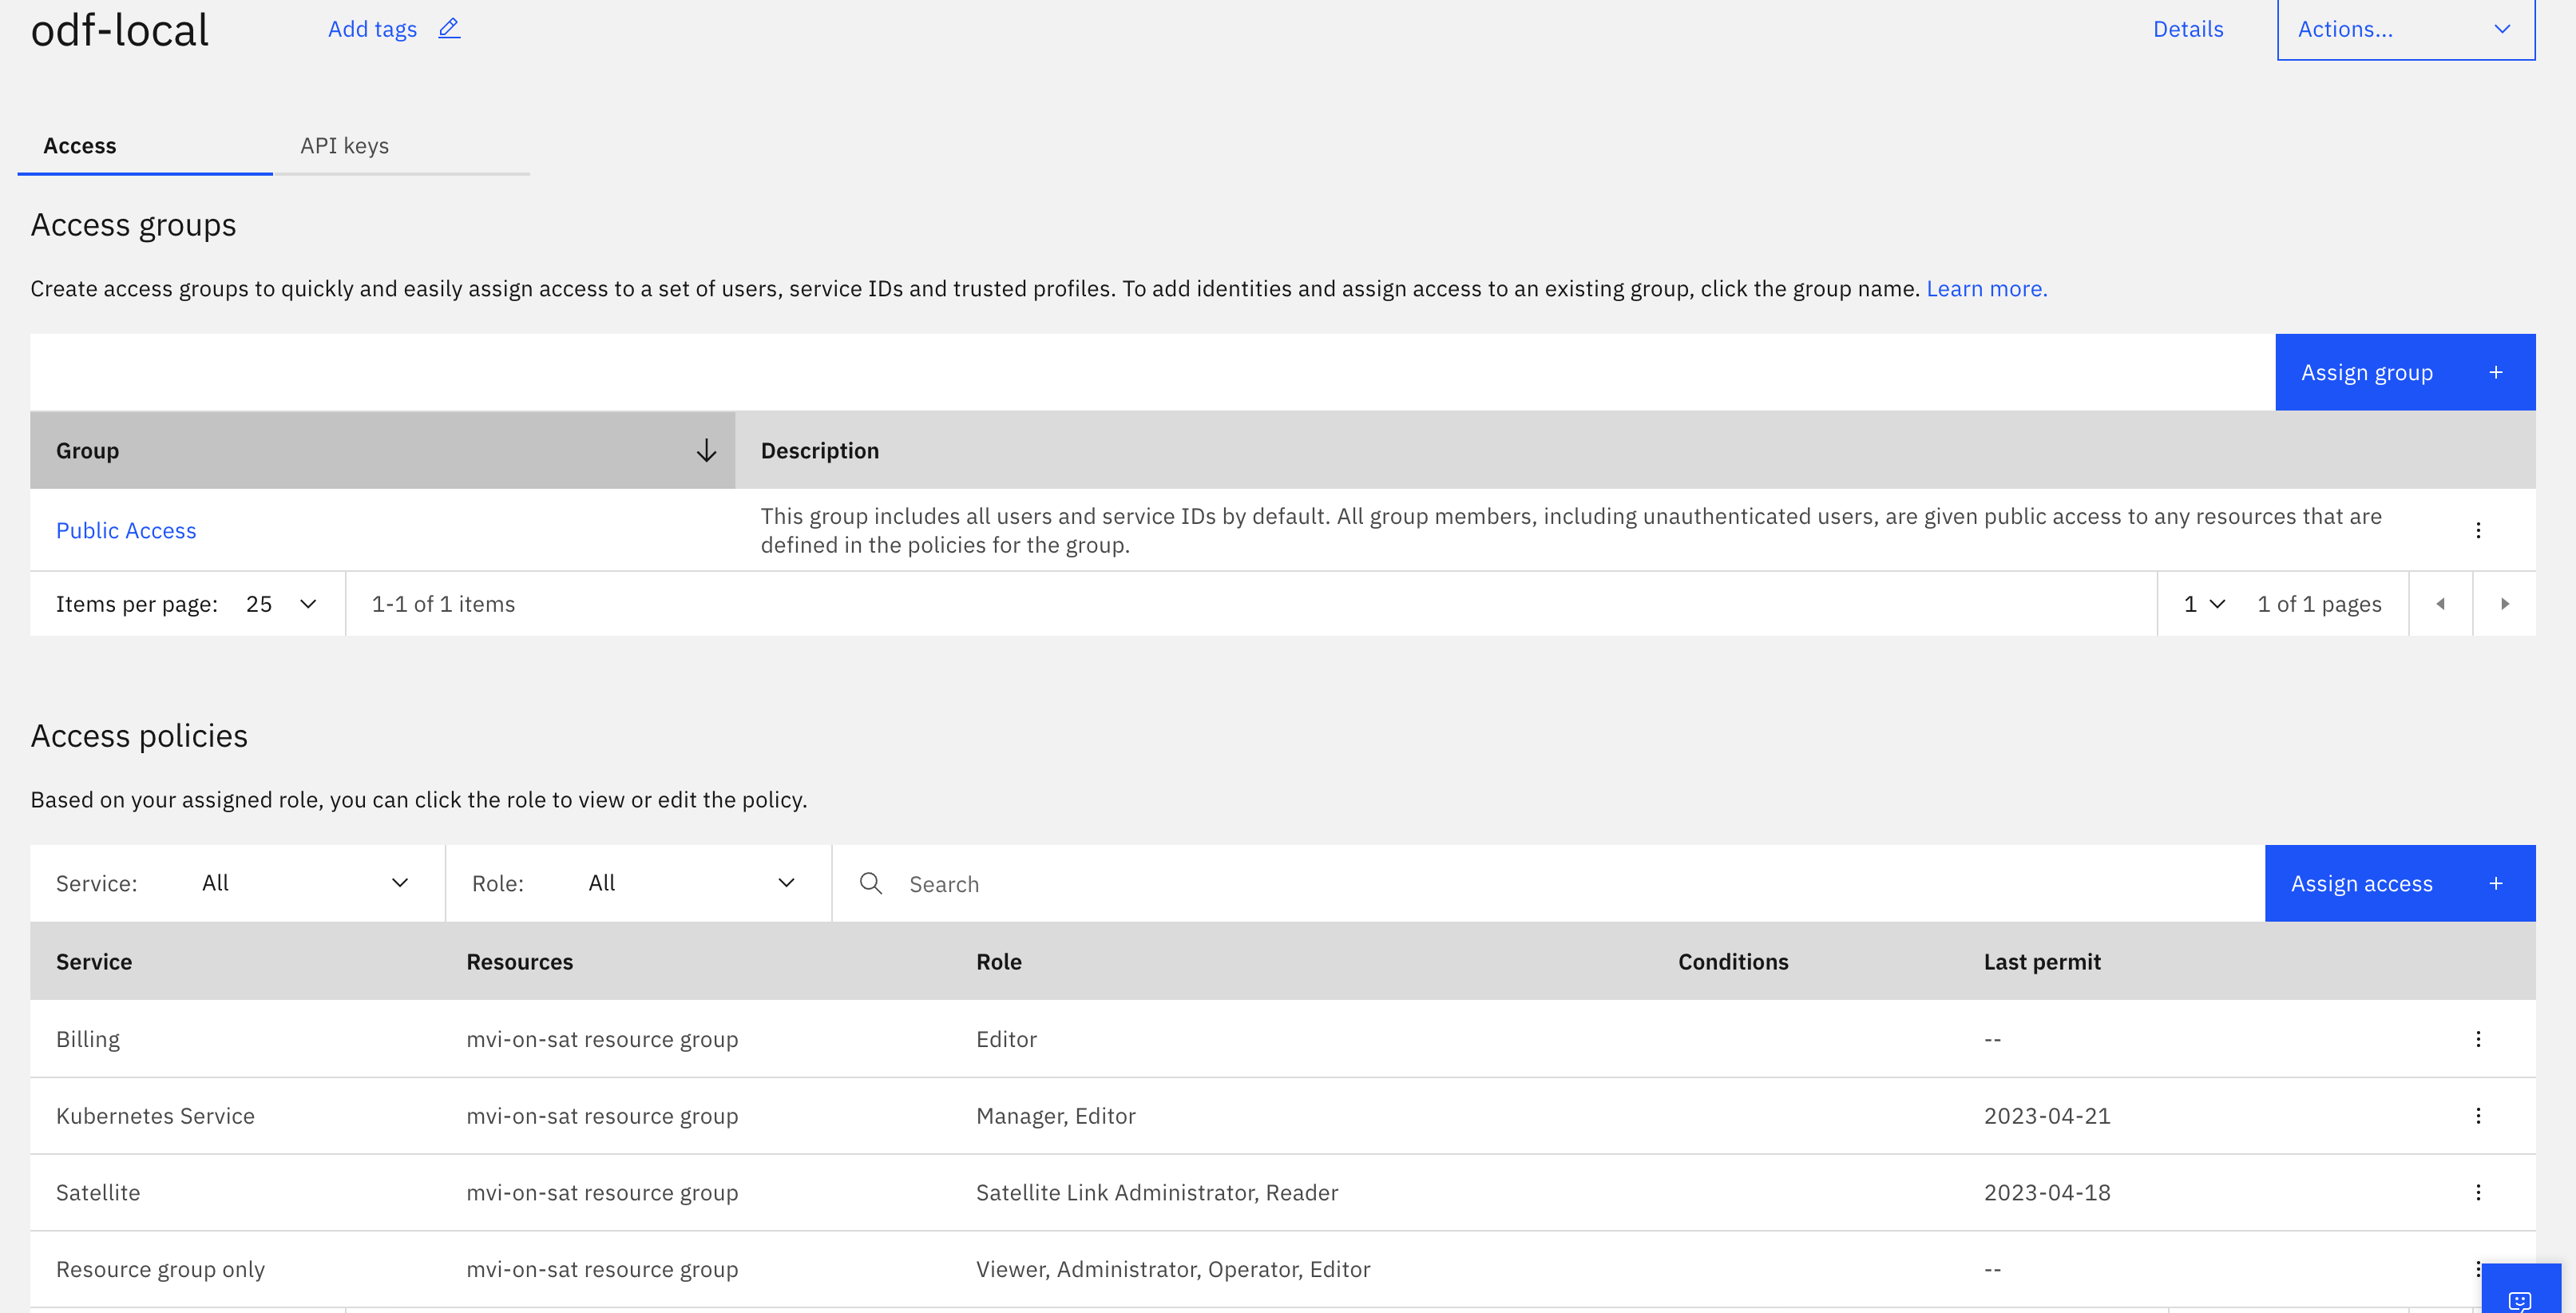 odf-local Add tags Details Actions...
Access API keys
Access groups
Create access groups to quickly and easily assign access to a set of users, service IDs and trusted profiles. To add identities and assign access to an existing group, click the group name. Learn more.
Assign group +
Group Description
Public Access This group includes all users and service IDs by default. All group members, including unauthenticated users, are given public access to any resources that are
defined in the policies for the group.
Items per page: 25 1-1 of 1 items 1 1 of 1 pages
Access policies
Based on your assigned role, you can click the role to view or edit the policy.
Service: All Role: All Search Assign access +
Service Resources Role Conditions Last permit
Billing mvi-on-sat resource group Editor --
Kubernetes Service mvi-on-sat resource group Manager, Editor 2023-04-21
Satellite mvi-on-sat resource group Satellite Link Administrator, Reader 2023-04-18
Resource group only mvi-on-sat resource group Viewer, Administrator, Operator, Editor --